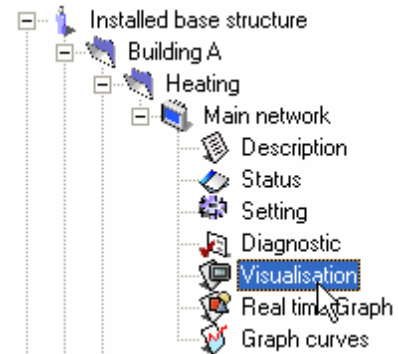 Installed base structure
Building A
Heating
Main network
Description
Status
Setting
Diagnostic
Visualisation
Real time Graph
Graph curves